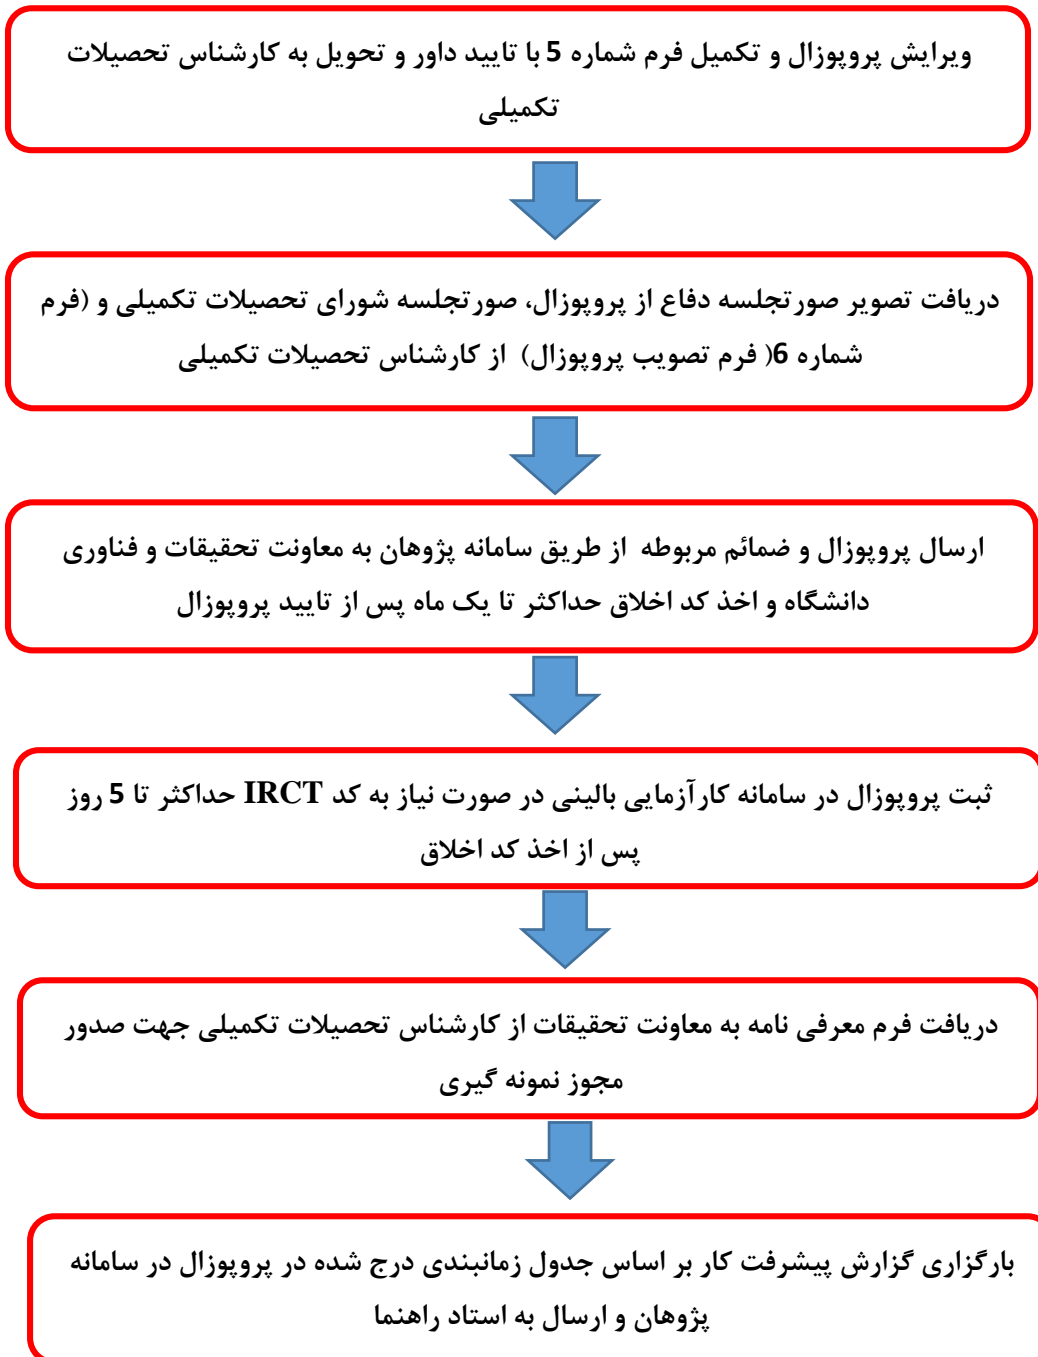 ویرایش پروپوزال و تکمیل فرم شماره 5 با تایید داور و تحویل به کارشناس تحصیلات
تکمیلی
دریافت تصویر صورتجلسه دفاع از پروپوزال، صورتجلسه شورای تحصیلات تکمیلی و (فرم
شماره 6( فرم تصویب پروپوزال) از کارشناس تحصیلات تکمیلی
ارسال پروپوزال و ضمائم مربوطه از طریق سامانه پژوهان به معاونت تحقیقات و فناوری
دانشگاه و اخذ کد اخلاق حداکثر تا یک ماه پس از تایید پروپوزال
ثبت پروپوزال در سامانه کارآزمایی بالینی در صورت نیاز به کد IRCT حداکثر تا 5 روز
پس از اخذ کد اخلاق
دریافت فرم معرفی نامه به معاونت تحقیقات از کارشناس تحصیلات تکمیلی جهت صدور
مجوز نمونه گیری
بارگزاری گزارش پیشرفت کار بر اساس جدول زمانبندی درج شده در پروپوزال در سامانه
پژوهان و ارسال به استاد راهنما